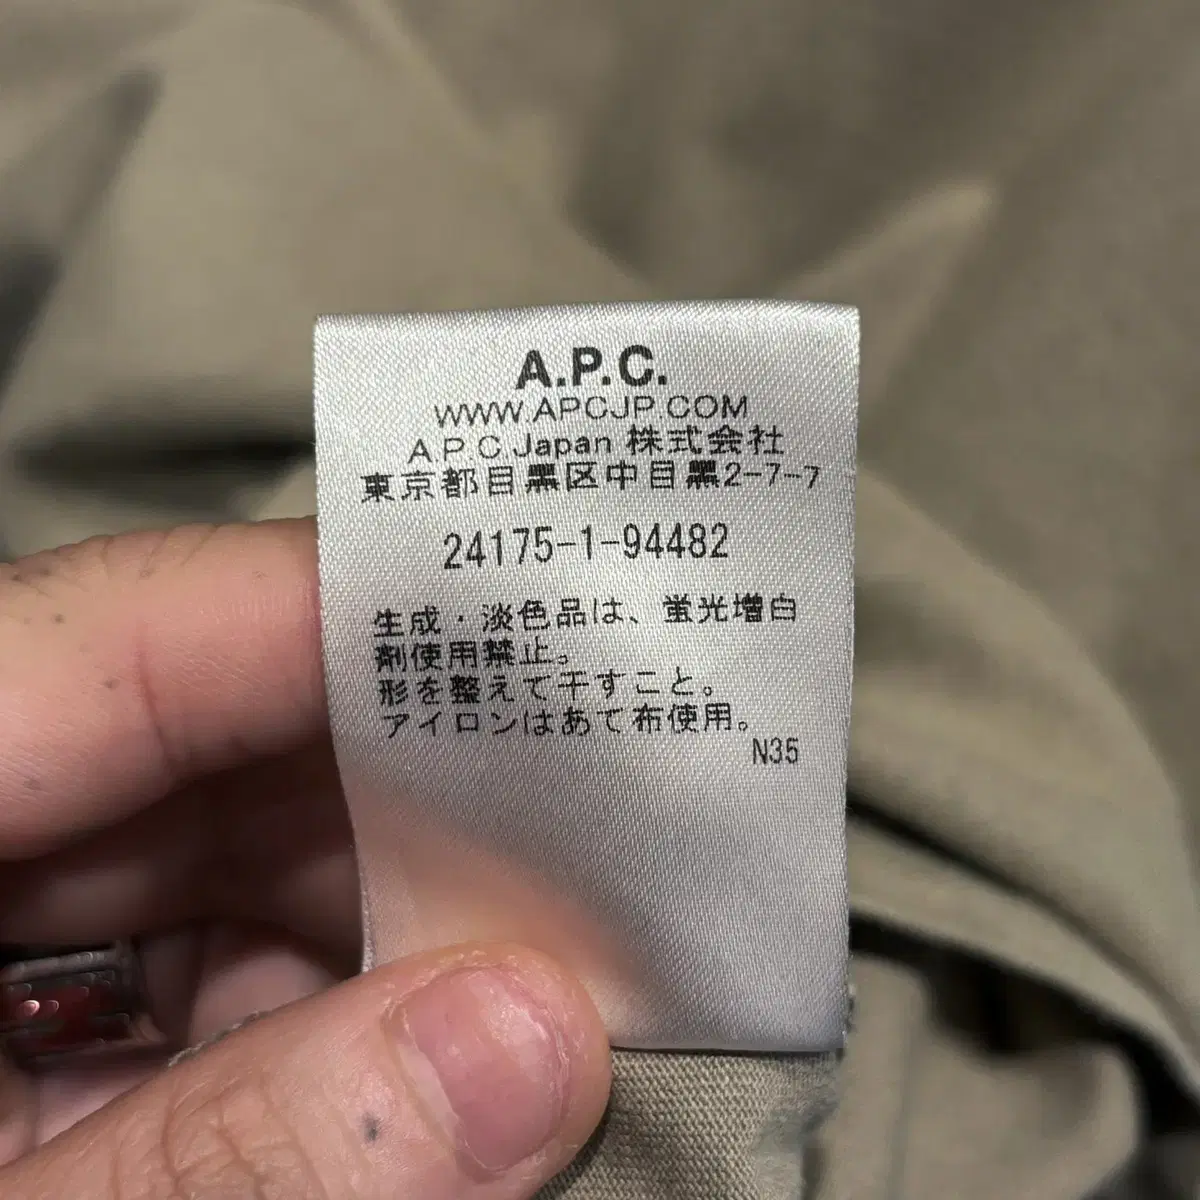 A.P.C.
WWW.APCJP.COM
A P C Japan 株式会社
東京都目黒区中目黒2-7-7
24175-1-94482
生成・淡色品は、蛍光増白
剤使用禁止。
形を整えて干すこと。
アイロンはあて布使用。
N35